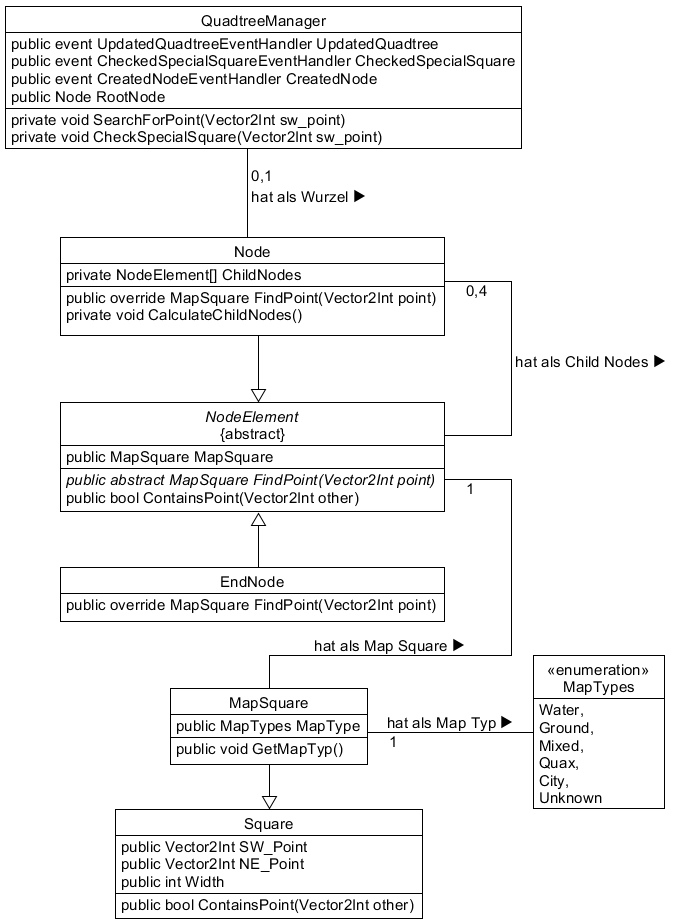 QuadtreeManager
public event UpdatedQuadtreeEventHandler UpdatedQuadtree
public event CheckedSpecialSquareEventHandler CheckedSpecialSquare
public event CreatedNodeEventHandler CreatedNode
public Node RootNode
private void SearchForPoint(Vector2Int sw_point)
private void CheckSpecialSquare(Vector2Int sw_point)
0,1
hat als Wurzel ▶
Node
private NodeElement[] ChildNodes
public override MapSquare FindPoint(Vector2Int point)
private void CalculateChildNodes()
0,4
hat als Child Nodes ▶
NodeElement
{abstract}
public MapSquare MapSquare
public abstract MapSquare FindPoint(Vector2Int point)
public bool ContainsPoint(Vector2Int other)
1
EndNode
public override MapSquare FindPoint(Vector2Int point)
hat als Map Square ▶
MapSquare
public MapTypes MapType
public void GetMapTyp()
hat als Map Typ ▶
1
«enumeration»
MapTypes
Water,
Ground,
Mixed,
Quax,
City,
Unknown
Square
public Vector2Int SW_Point
public Vector2Int NE_Point
public int Width
public bool ContainsPoint(Vector2Int other)